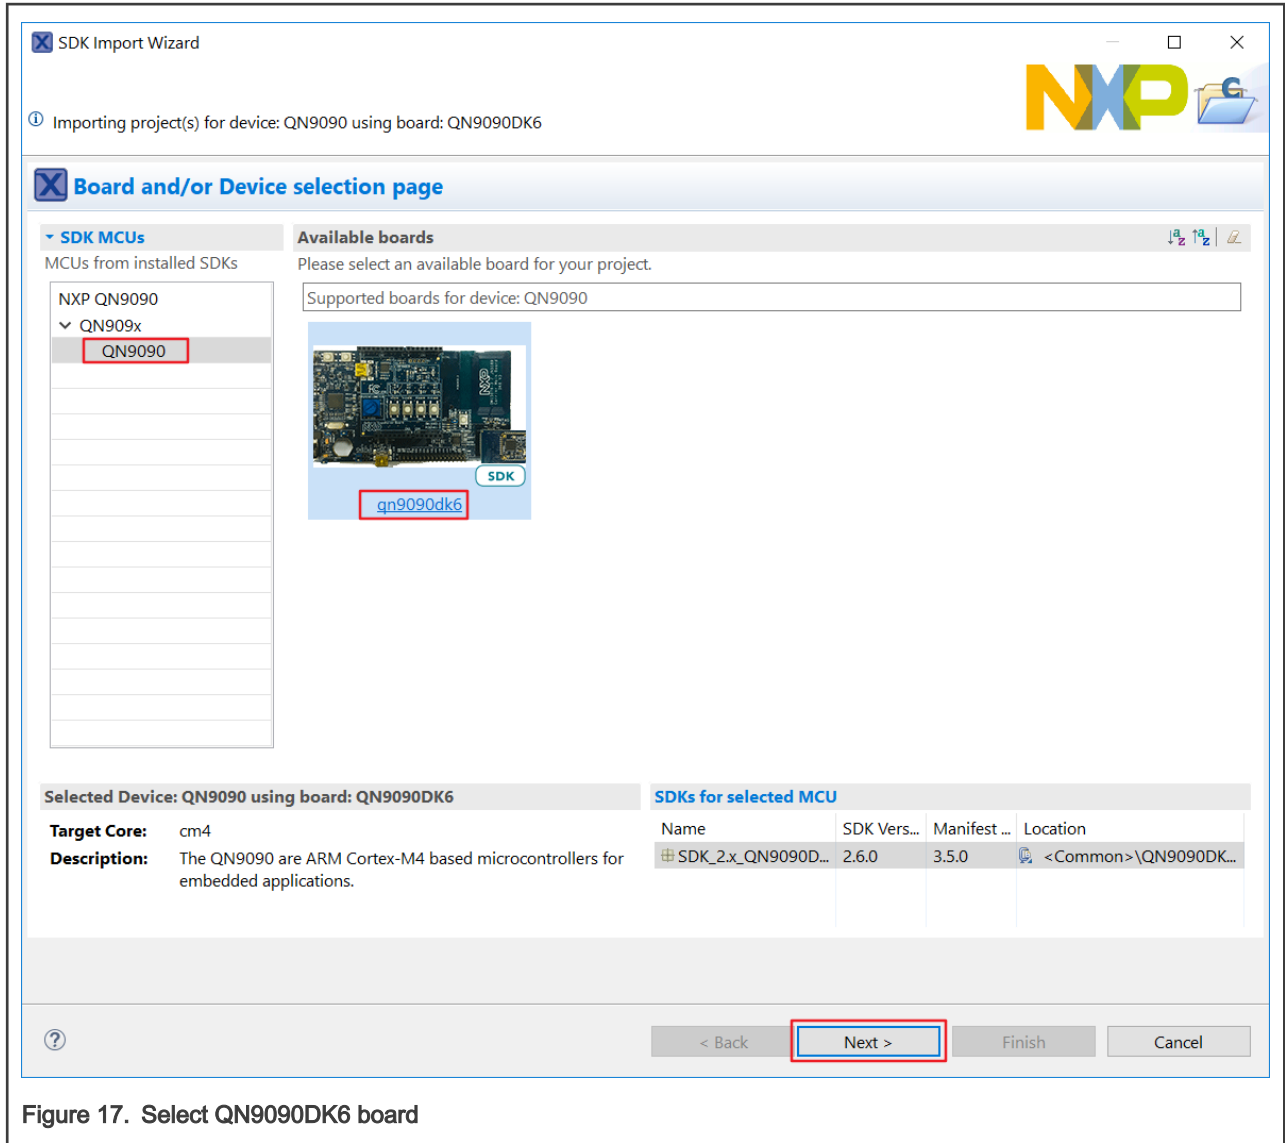 SDK Import Wizard
NXP
Importing project(s) for device: QN9090 using board: QN9090DK6
Board and/or Device selection page
SDK MCUs
MCUs from installed SDKs
NXP QN9090
QN909x
QN9090
Available boards
Please select an available board for your project.
Supported boards for device: QN9090
NXP
SDK
qn9090dk6
Selected Device: QN9090 using board: QN9090DK6
Target Core: cm4
Description: The QN9090 are ARM Cortex-M4 based microcontrollers for
embedded applications.
SDKs for selected MCU
Name SDK Vers... Manifest ... Location
SDK_2.x_QN9090D... 2.6.0 3.5.0 <Common>\QN9090DK...
< Back Next > Finish Cancel
Figure 17. Select QN9090DK6 board